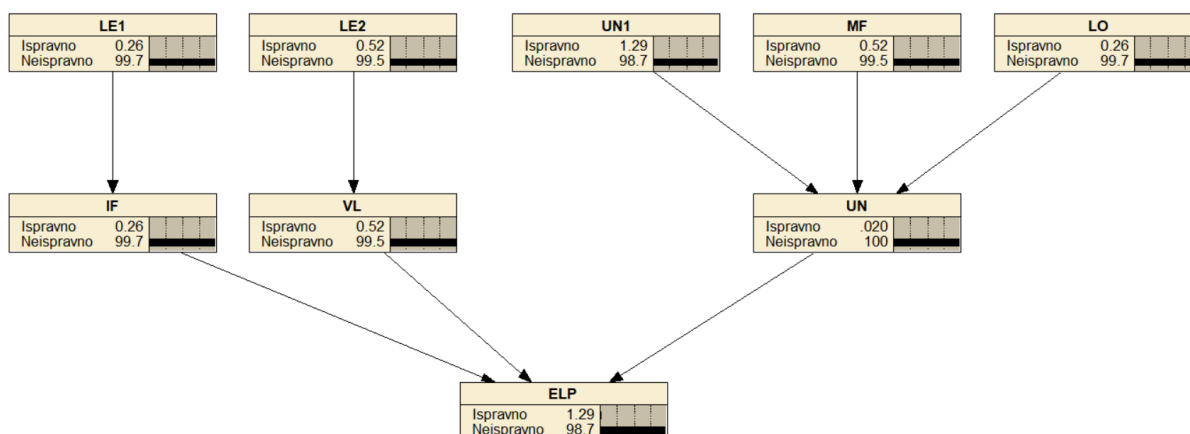 LE1
Ispravno 0.26
Neispravno 99.7
LE2
Ispravno 0.52
Neispravno 99.5
UN1
Ispravno 1.29
Neispravno 98.7
MF
Ispravno 0.52
Neispravno 99.5
LO
Ispravno 0.26
Neispravno 99.7
IF
Ispravno 0.26
Neispravno 99.7
VL
Ispravno 0.52
Neispravno 99.5
UN
Ispravno .020
Neispravno 100
ELP
Ispravno 1.29
Neispravno 98.7